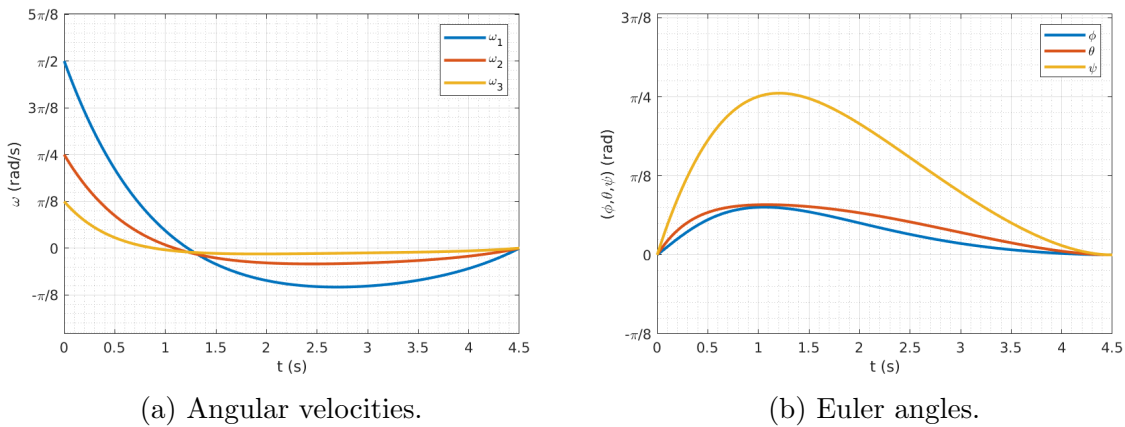 5π/8
π/2
3π/8
π/4
π/8
0
-π/8
ω (rad/s)
ω1
ω2
ω3
0 0.5 1 1.5 2 2.5 3 3.5 4 4.5
t (s)
(a) Angular velocities.
3π/8
π/4
π/8
0
-π/8
(ϕ,θ,ψ) (rad)
ϕ
θ
ψ
0 0.5 1 1.5 2 2.5 3 3.5 4 4.5
t (s)
(b) Euler angles.